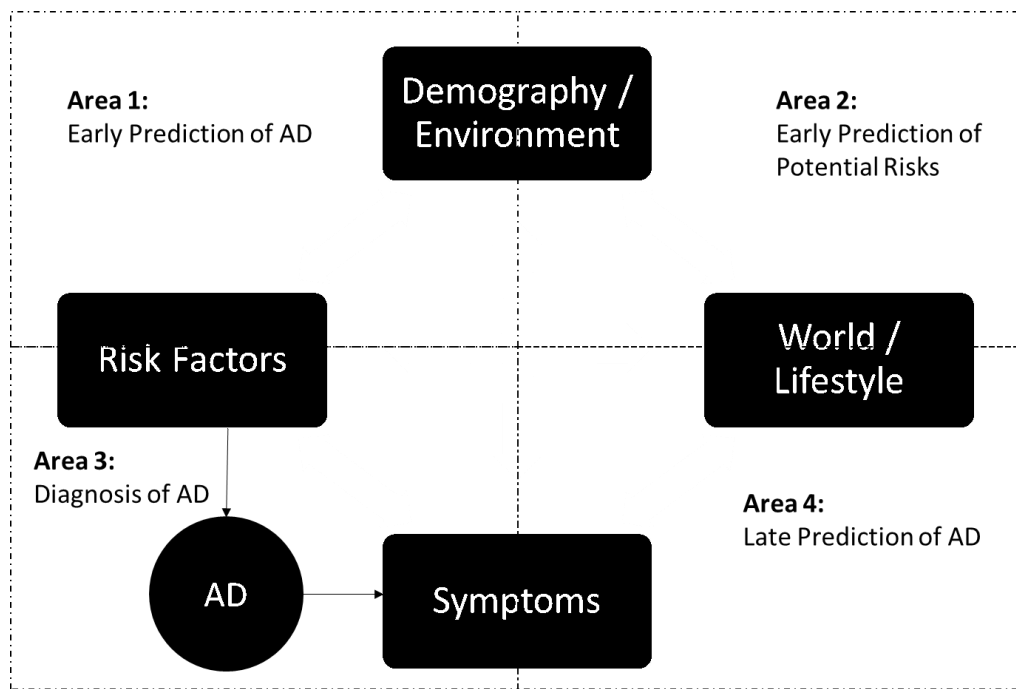 Area 1:
Early Prediction of AD
Demography /
Environment
Area 2:
Early Prediction of
Potential Risks
Risk Factors
World /
Lifestyle
Area 3:
Diagnosis of AD
Area 4:
Late Prediction of AD
AD
Symptoms